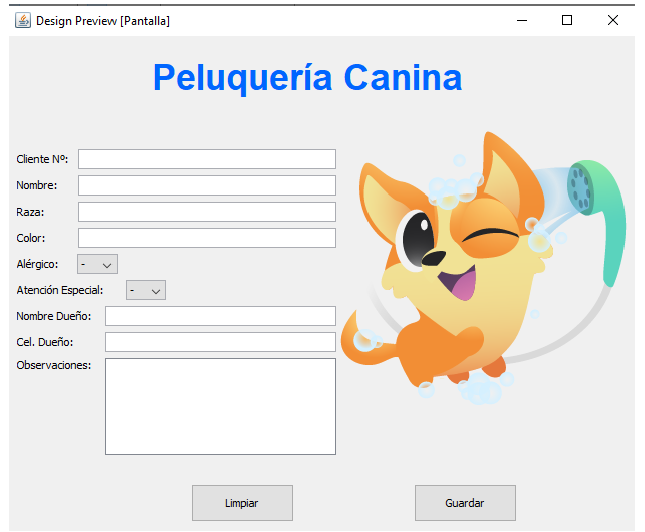 Design Preview [Pantalla]
Peluquería Canina
Cliente Nº:
Nombre:
Raza:
Color:
Alérgico: -
Atención Especial: -
Nombre Dueño:
Cel. Dueño:
Observaciones:
Limpiar Guardar